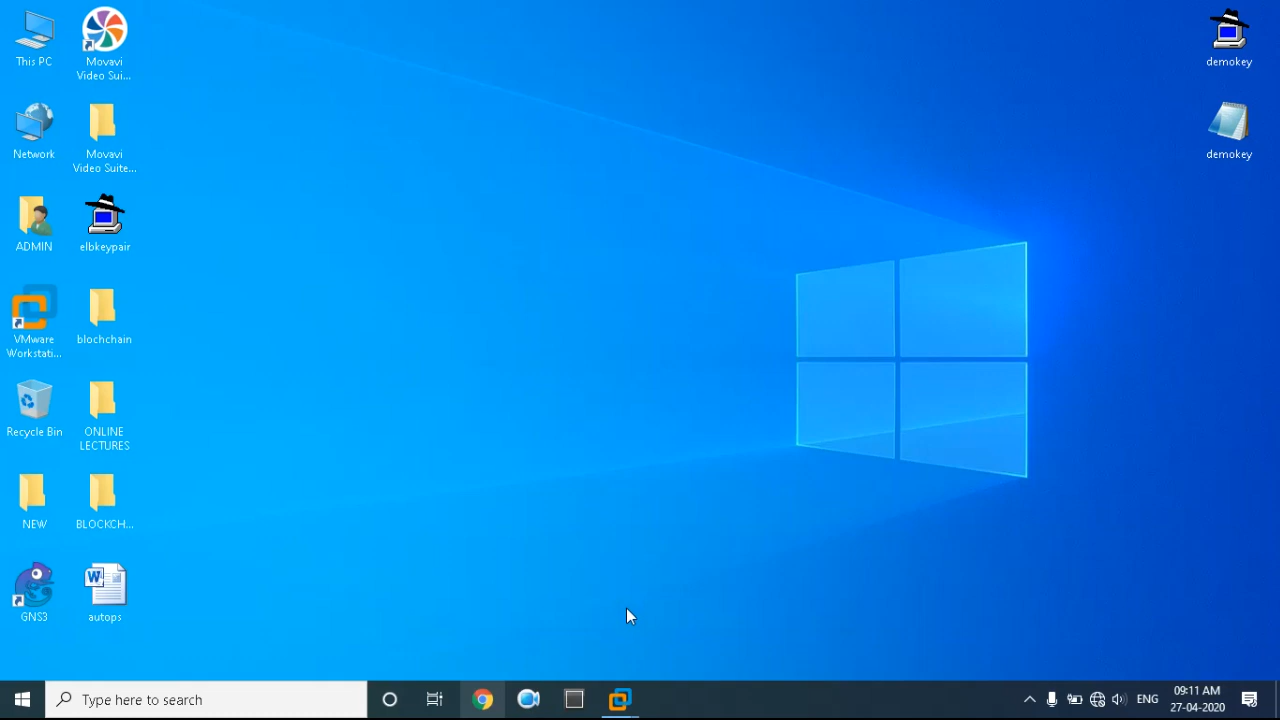 This PC
Movavi
Video Sui...
demokey
Network
Movavi
Video Suite...
demokey
ADMIN
elbkeypair
VMware
Workstati...
blochchain
Recycle Bin
ONLINE
LECTURES
NEW
BLOCKCH...
GNS3
W
autops
Type here to search
ENG
09:11 AM
27-04-2020